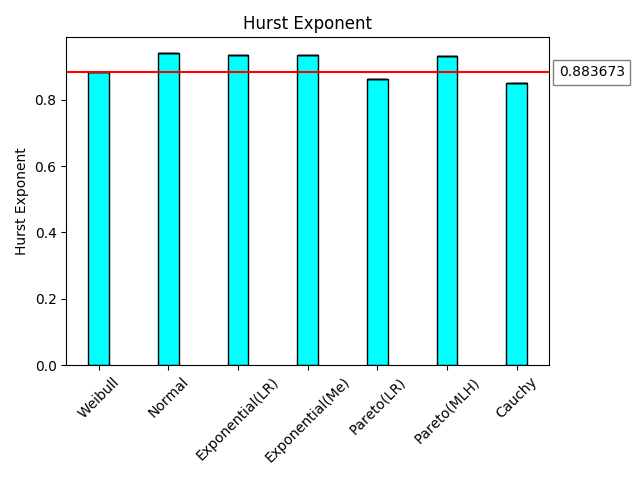 Hurst Exponent
Hurst Exponent
0.8
0.6
0.4
0.2
0.0
0.883673
Weibull
Normal
Exponential(LR)
Exponential(Me)
Pareto(LR)
Pareto(MLH)
Cauchy